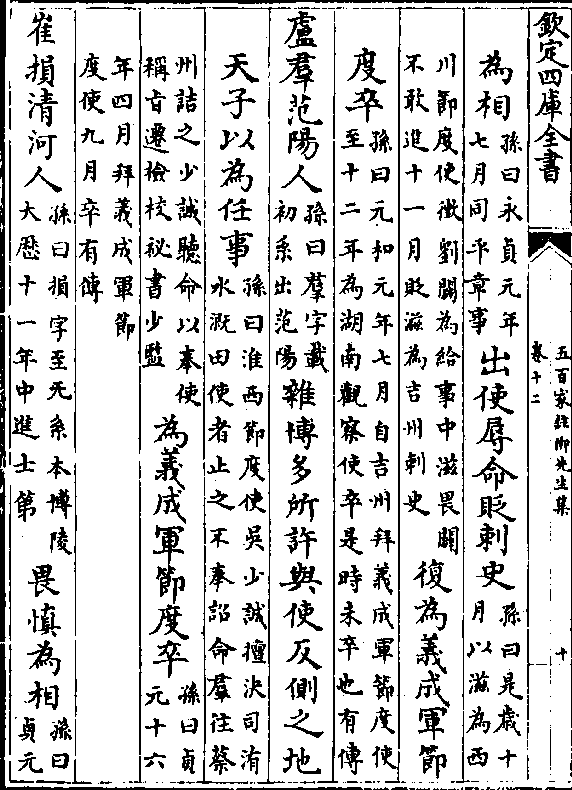 欽定四庫全書
五百家註柳先生集
卷十二
十
為相
孫曰永貞元年
七月同平章事
出使辱命貶刺史
孫曰是歲十
月以滋為西
川節度使徵劉闢為給事中滋畏闢
不敢進十一月貶滋為吉州刺史
復為義成軍節
度卒
孫曰元和元年七月自吉州拜義成軍節度使
至十二年為湖南觀察使卒是時未卒也有傳
盧羣范陽人
孫曰羣字載
初系出范陽
雜博多所許與使反側之地
天子以為任事
孫曰淮西節度使吳少誠擅決司洧
水溉田使者止之不奉詔命羣往蔡
州詰之少誠聽命以奉使
稱旨遷檢校祕書少監
為義成軍節度卒
孫曰貞
元十六
年四月拜義成軍節
度使九月卒有傳
崔損清河人
孫曰損字至无系本博陵
大歷十一年中進士第
畏慎為相
孫曰
貞元